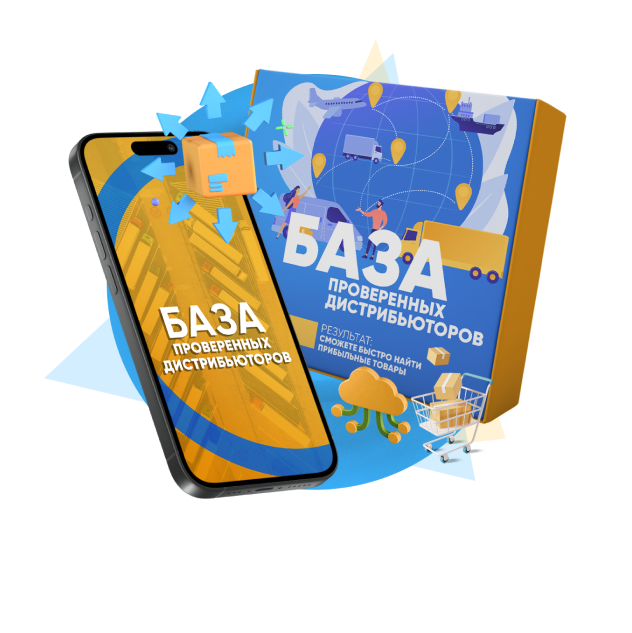 БАЗА
ПРОВЕРЕННЫХ
ДИСТРИБЬЮТОРОВ
РЕЗУЛЬТАТ:
СМОЖЕТЕ БЫСТРО НАЙТИ
ПРИБЫЛЬНЫЕ ТОВАРЫ
БАЗА
ПРОВЕРЕННЫХ
ДИСТРИБЬЮТОРОВ